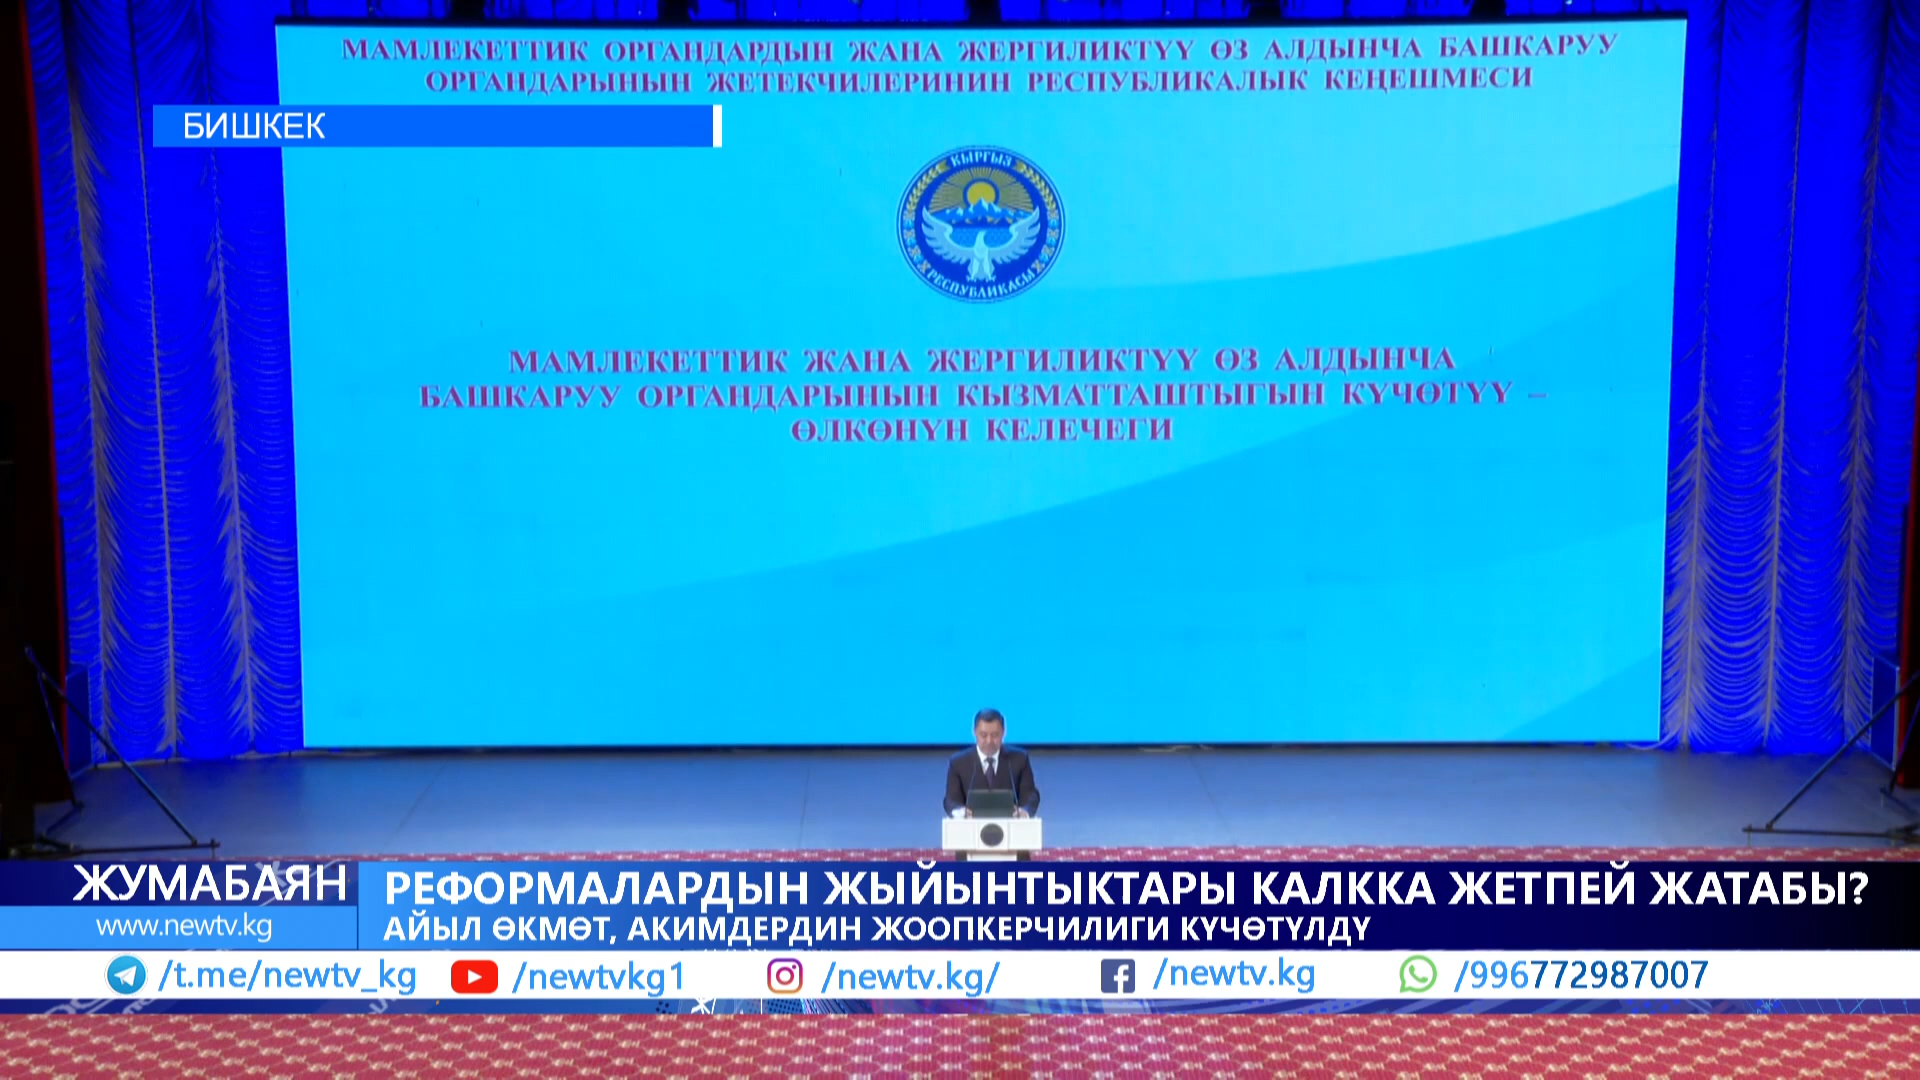 МАМЛЕКЕТТИК ОРГАНДАРДЫН ЖАНА ЖЕРГИЛИКТҮҮ ӨЗ АЛДЫНЧА БАШКАРУУ
ОРГАНДАРЫНЫН ЖЕТЕКЧИЛЕРИНИН РЕСПУБЛИКАЛЫК КЕҢЕШМЕСИ
БИШКЕК
КЫРГЫЗ
РЕСПУБЛИКАСЫ
МАМЛЕКЕТТИК ЖАНА ЖЕРГИЛИКТҮҮ ӨЗ АЛДЫНЧА
БАШКАРУУ ОРГАНДАРЫНЫН КЫЗМАТТАШТЫГЫН КҮЧӨТҮҮ –
ӨЛКӨНҮН КЕЛЕЧЕГИ
ЖУМАБАЯН
www.newtv.kg
РЕФОРМАЛАРДЫН ЖЫЙЫНТЫКТАРЫ КАЛККА ЖЕТПЕЙ ЖАТАБЫ?
АЙЫЛ ӨКМӨТ, АКИМДЕРДИН ЖООПКЕРЧИЛИГИ КҮЧӨТҮЛДҮ
/t.me/newtv_kg /newtvkg1 /newtv.kg/ /newtv.kg /996772987007